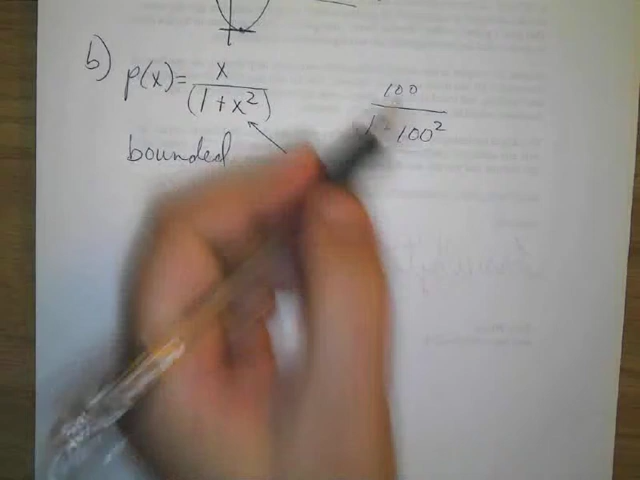 b) p(x) = x / (1 + x²)
100 / 1 + 100²
bounded